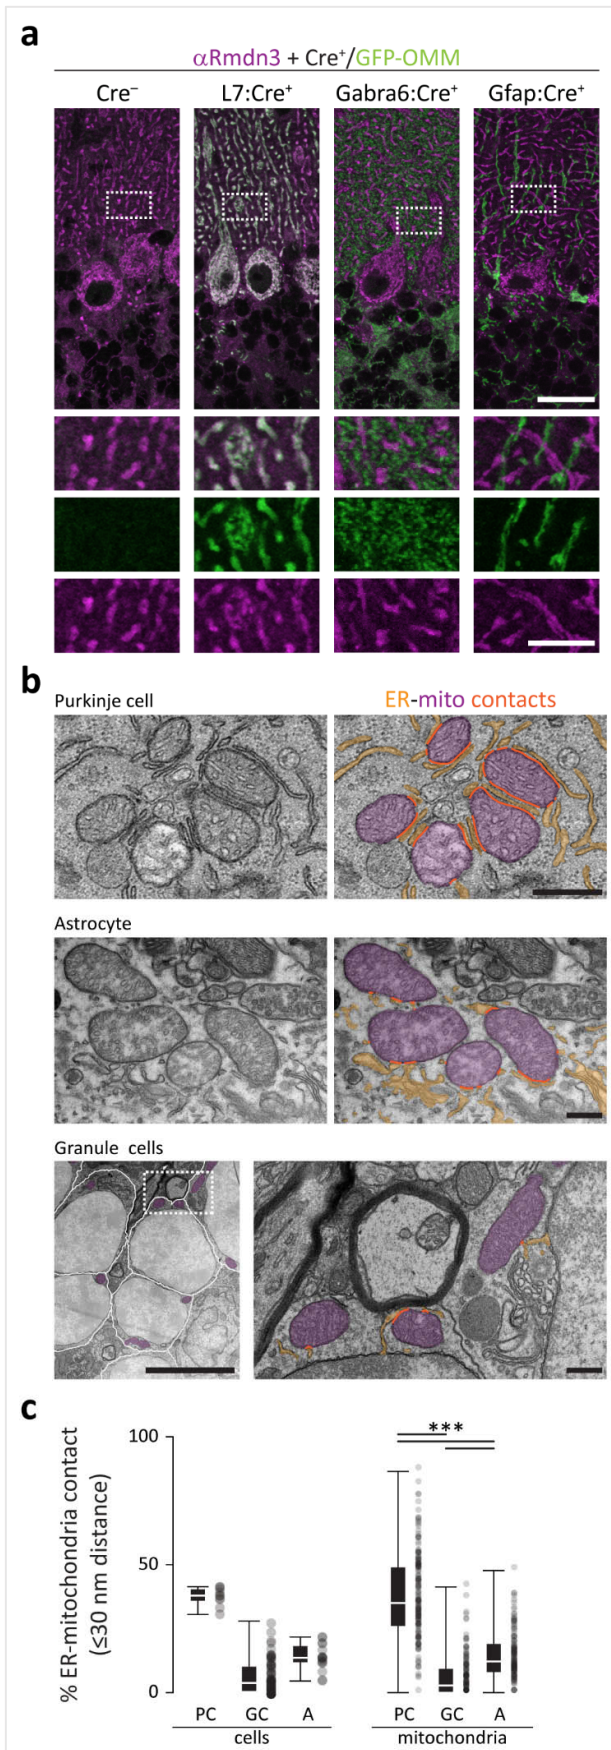 a
αRmdn3 + Cre⁺/GFP-OMM
Cre⁻ L7:Cre⁺ Gabra6:Cre⁺ Gfap:Cre⁺
b
Purkinje cell ER-mito contacts
Astrocyte
Granule cells
c
% ER-mitochondria contact
(≤30 nm distance)
100
50
0
***
PC GC A PC GC A
cells mitochondria